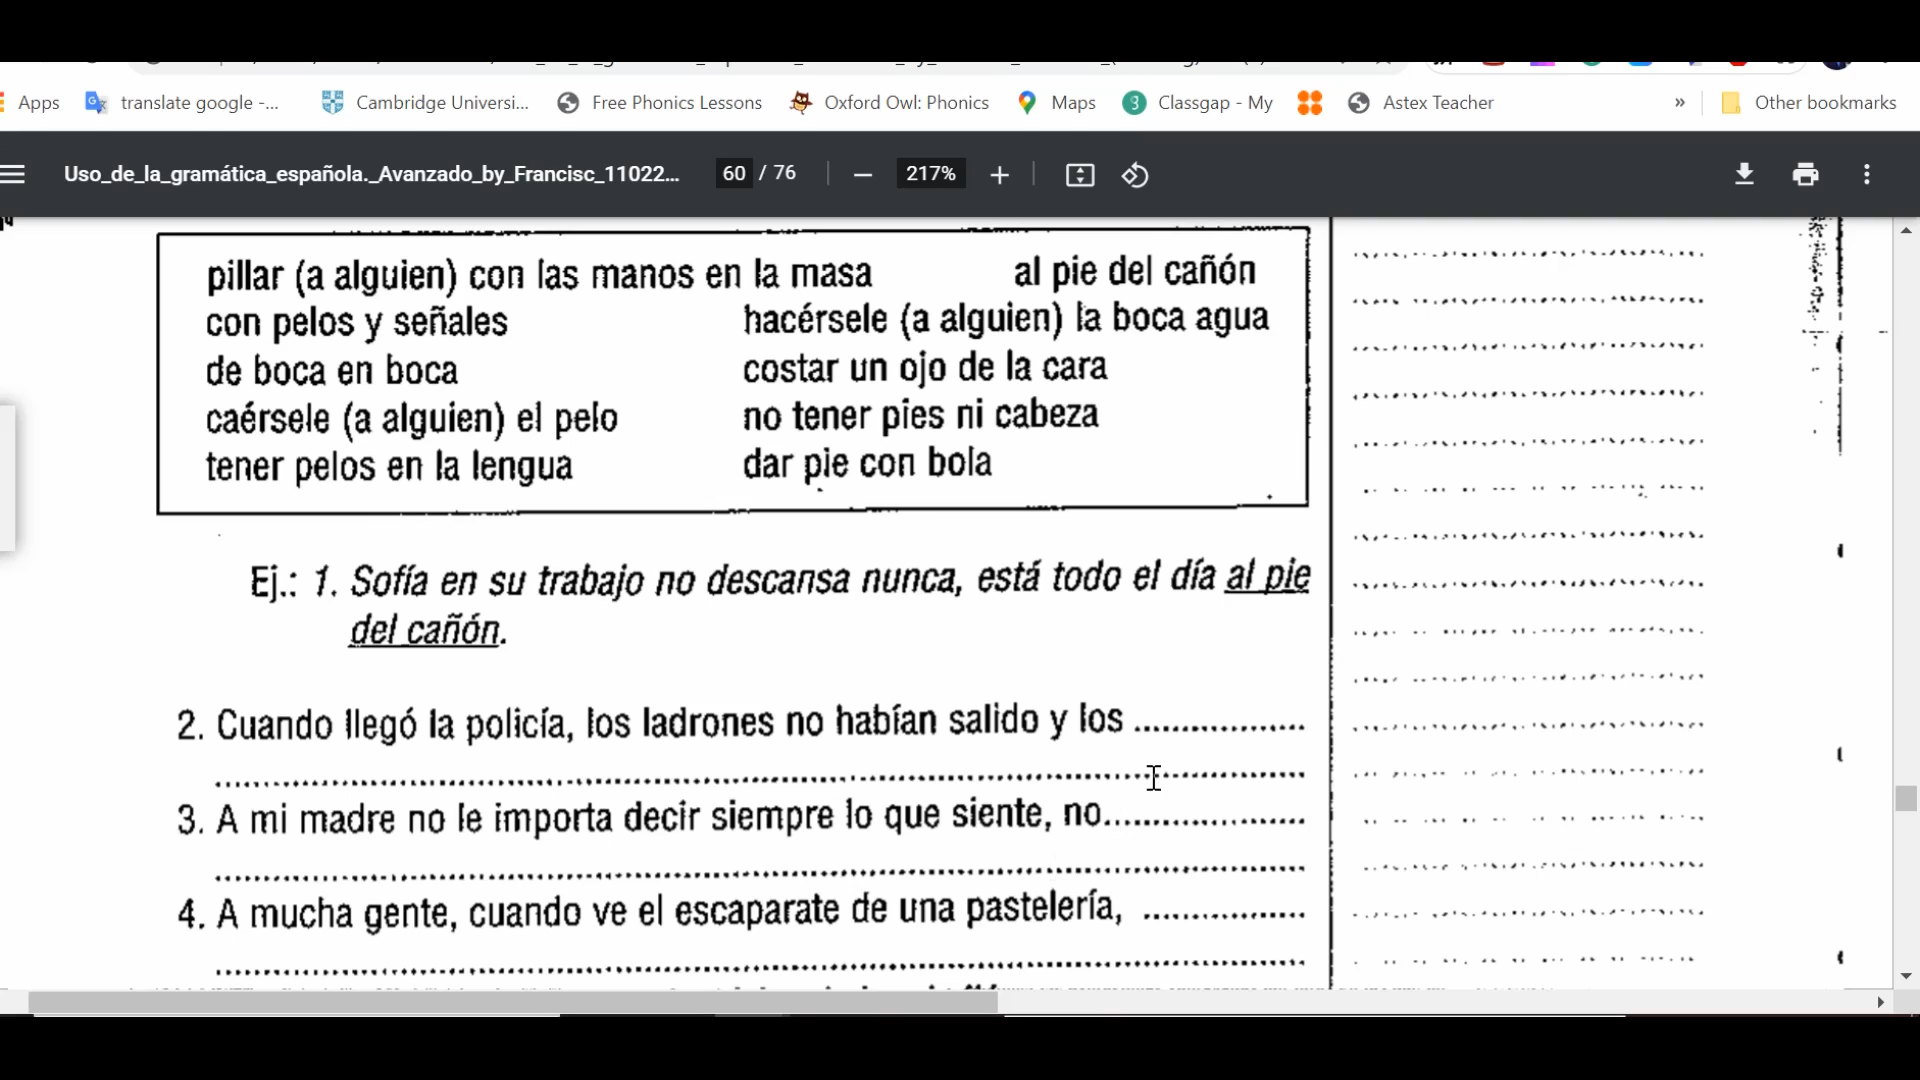 Apps translate google -... Cambridge Universi... Free Phonics Lessons Oxford Owl: Phonics Maps Classgap - My Astex Teacher » Other bookmarks
Uso_de_la_gramática_española._Avanzado_by_Francisc_11022... 60 / 76 − 217% +
pillar (a alguien) con las manos en la masa al pie del cañón
con pelos y señales hacérsele (a alguien) la boca agua
de boca en boca costar un ojo de la cara
caérsele (a alguien) el pelo no tener pies ni cabeza
tener pelos en la lengua dar pie con bola
Ej.: 1. Sofía en su trabajo no descansa nunca, está todo el día al pie
del cañón.
2. Cuando llegó la policía, los ladrones no habían salido y los ................
................................................................
3. A mi madre no le importa decir siempre lo que siente, no...................
................................................................
4. A mucha gente, cuando ve el escaparate de una pastelería, ...............
................................................................